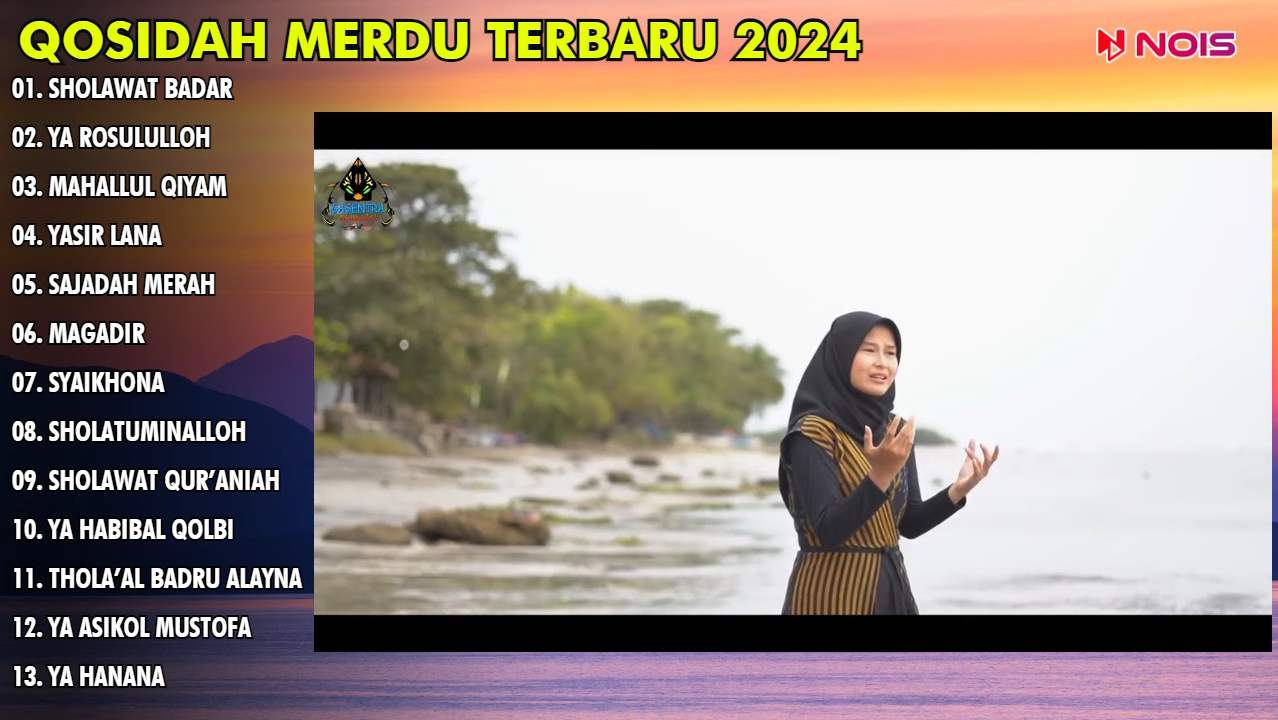 QOSIDAH MERDU TERBARU 2024
NOIS
01. SHOLAWAT BADAR
02. YA ROSULULLOH
03. MAHALLUL QIYAM
04. YASIR LANA
05. SAJADAH MERAH
06. MAGADIR
07. SYAIKHONA
08. SHOLATUMINALLOH
09. SHOLAWAT QUR’ANIAH
10. YA HABIBAL QOLBI
11. THOLA’AL BADRU ALAYNA
12. YA ASIKOL MUSTOFA
13. YA HANANA